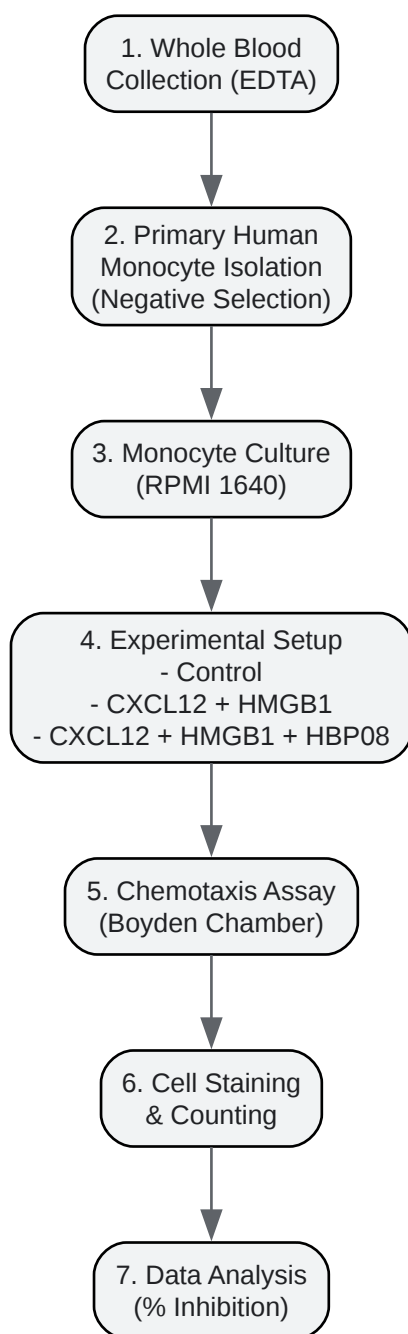 1. Whole Blood
Collection (EDTA)
2. Primary Human
Monocyte Isolation
(Negative Selection)
3. Monocyte Culture
(RPMI 1640)
4. Experimental Setup
- Control
- CXCL12 + HMGB1
- CXCL12 + HMGB1 + HBP08
5. Chemotaxis Assay
(Boyden Chamber)
6. Cell Staining
& Counting
7. Data Analysis
(% Inhibition)